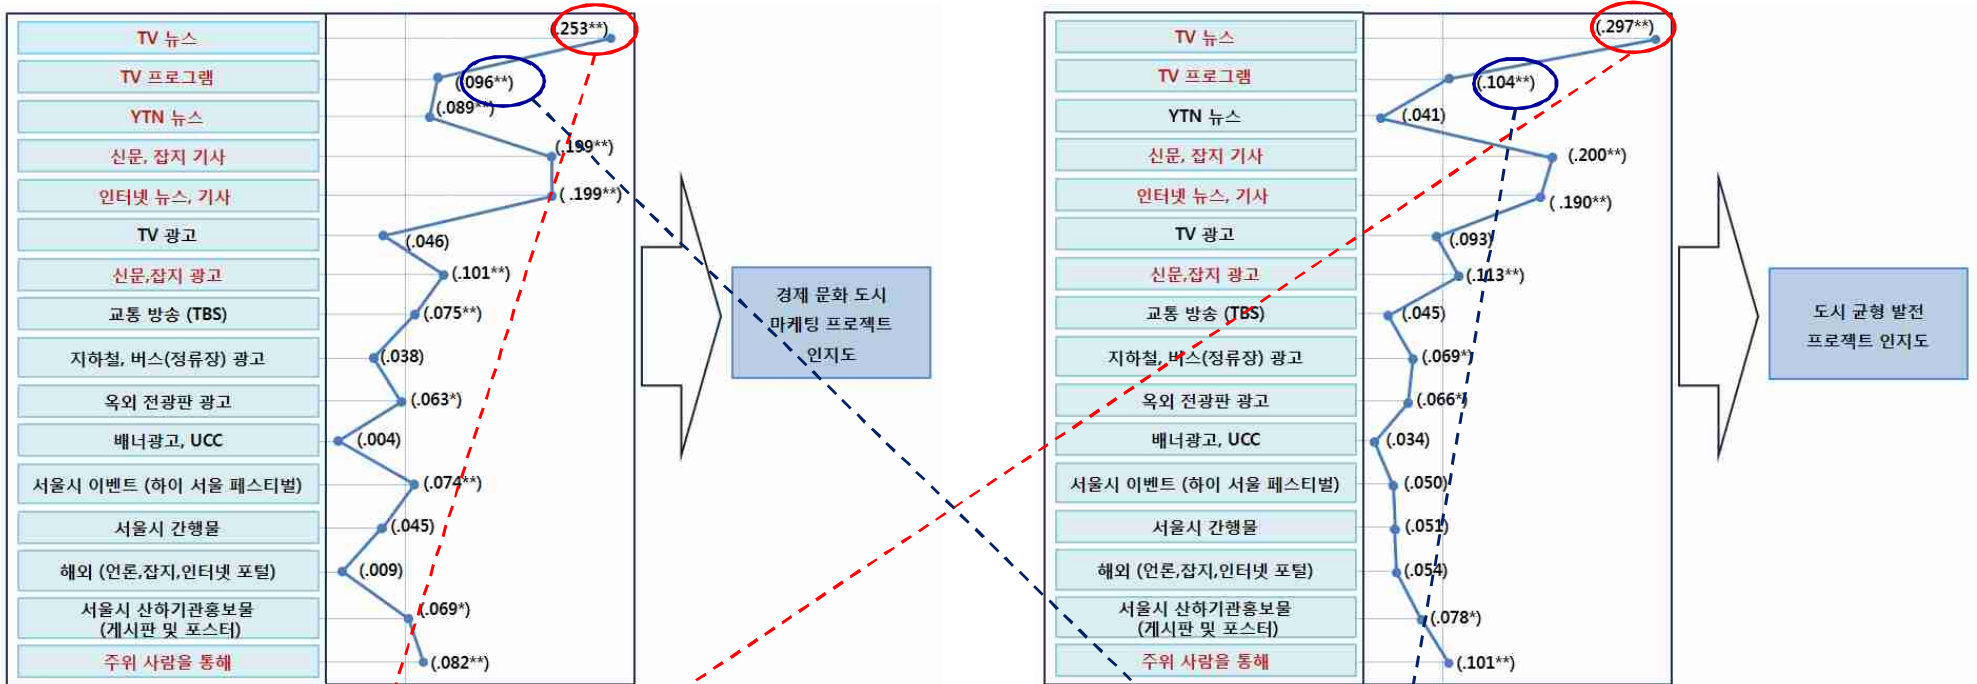 TV 뉴스
(.253**)
TV 프로그램
(.096**)
YTN 뉴스
(.089**)
신문, 잡지 기사
(.199**)
인터넷 뉴스, 기사
( .199**)
TV 광고
(.046)
신문,잡지 광고
(.101**)
교통 방송 (TBS)
(.075**)
지하철, 버스(정류장) 광고
(.038)
옥외 전광판 광고
(.063*)
배너광고, UCC
(.004)
서울시 이벤트 (하이 서울 페스티벌)
(.074**)
서울시 간행물
(.045)
해외 (언론,잡지,인터넷 포털)
(.009)
서울시 산하기관홍보물
(게시판 및 포스터)
(.069*)
주위 사람을 통해
(.082**)
경제 문화 도시
마케팅 프로젝트
인지도
TV 뉴스
(.297**)
TV 프로그램
(.104**)
YTN 뉴스
(.041)
신문, 잡지 기사
(.200**)
인터넷 뉴스, 기사
( .190**)
TV 광고
(.093)
신문,잡지 광고
(.113**)
교통 방송 (TBS)
(.045)
지하철, 버스(정류장) 광고
(.069*)
옥외 전광판 광고
(.066*)
배너광고, UCC
(.034)
서울시 이벤트 (하이 서울 페스티벌)
(.050)
서울시 간행물
(.051)
해외 (언론,잡지,인터넷 포털)
(.054)
서울시 산하기관홍보물
(게시판 및 포스터)
(.078*)
주위 사람을 통해
(.101**)
도시 균형 발전
프로젝트 인지도